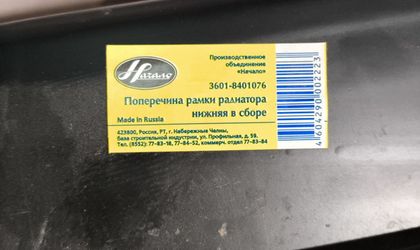 Начало
Производственное
объединение
«Начало»
3601-8401076
Поперечина рамки радиатора
нижняя в сборе
Made in Russia
423800, Россия, РТ, г. Набережные Челны,
база строительной индустрии, ул. Профильная, д. 59.
Тел. (8552): 77-83-18, 77-84-52, коммерч. отдел 77-83-84
4604290002223